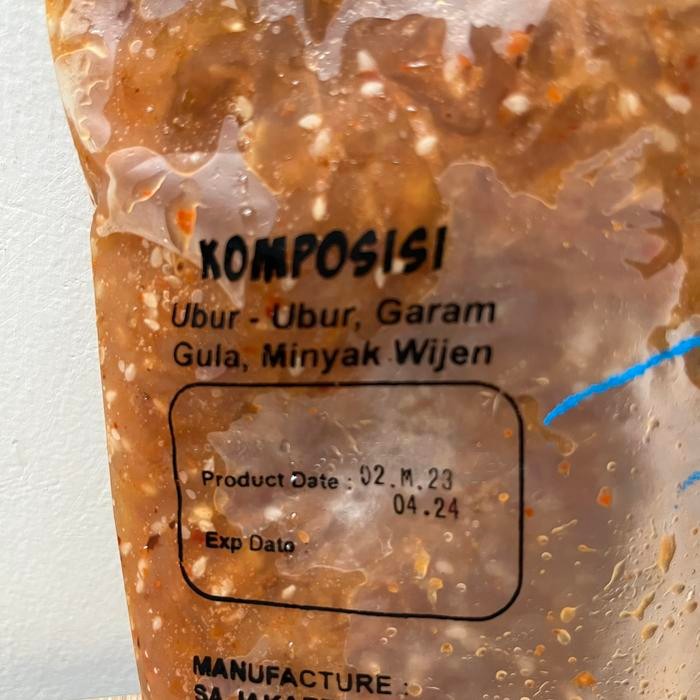 KOMPOSISI
Ubur - Ubur, Garam
Gula, Minyak Wijen
Product Date : 02.M.23
04.24
Exp Date
MANUFACTURE :